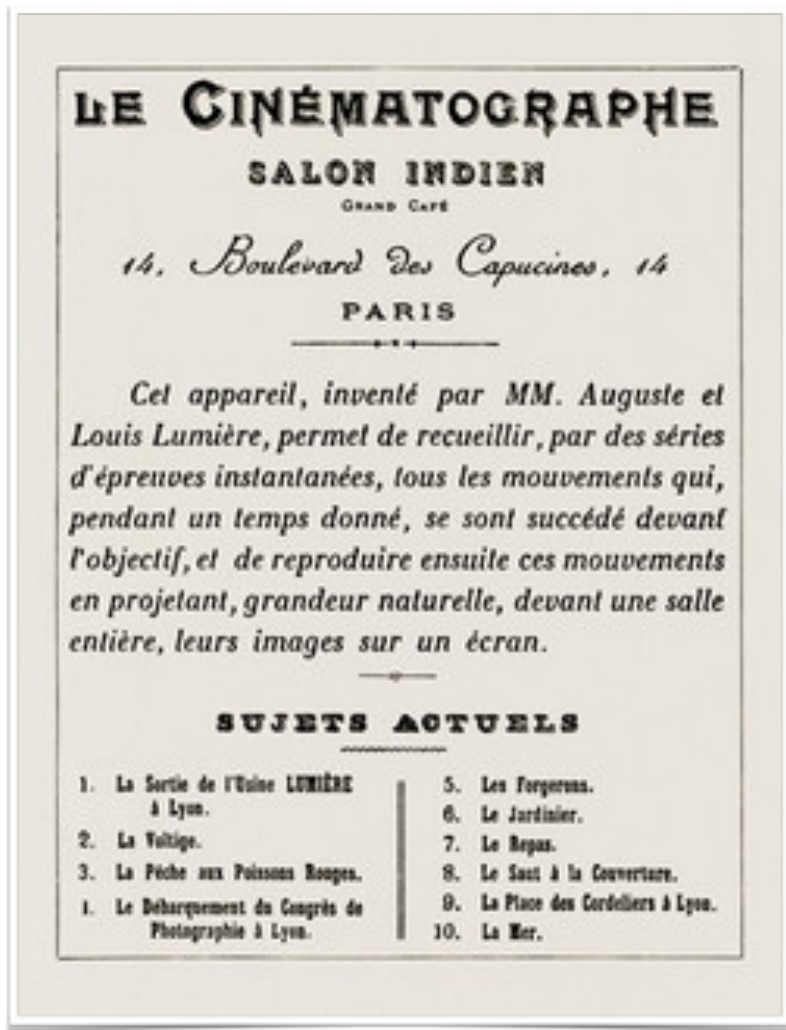 LE CINÉMATOGRAPHE
SALON INDIEN
GRAND CAFÉ
14, Boulevard des Capucines, 14
PARIS
Cet appareil, inventé par MM. Auguste et
Louis Lumière, permet de recueillir, par des séries
d'épreuves instantanées, tous les mouvements qui,
pendant un temps donné, se sont succédé devant
l'objectif, et de reproduire ensuite ces mouvements
en projetant, grandeur naturelle, devant une salle
entière, leurs images sur un écran.
SUJETS ACTUELS
1. La Sortie de l'Usine LUMIÈRE
à Lyon.
2. La Voltige.
3. La Pêche aux Poissons Rouges.
1. Le Débarquement du Congrès de
Photographie à Lyon.
5. Les Forgerons.
6. Le Jardinier.
7. Le Repas.
8. Le Saut à la Couverture.
9. La Place des Cordeliers à Lyon.
10. La Mer.